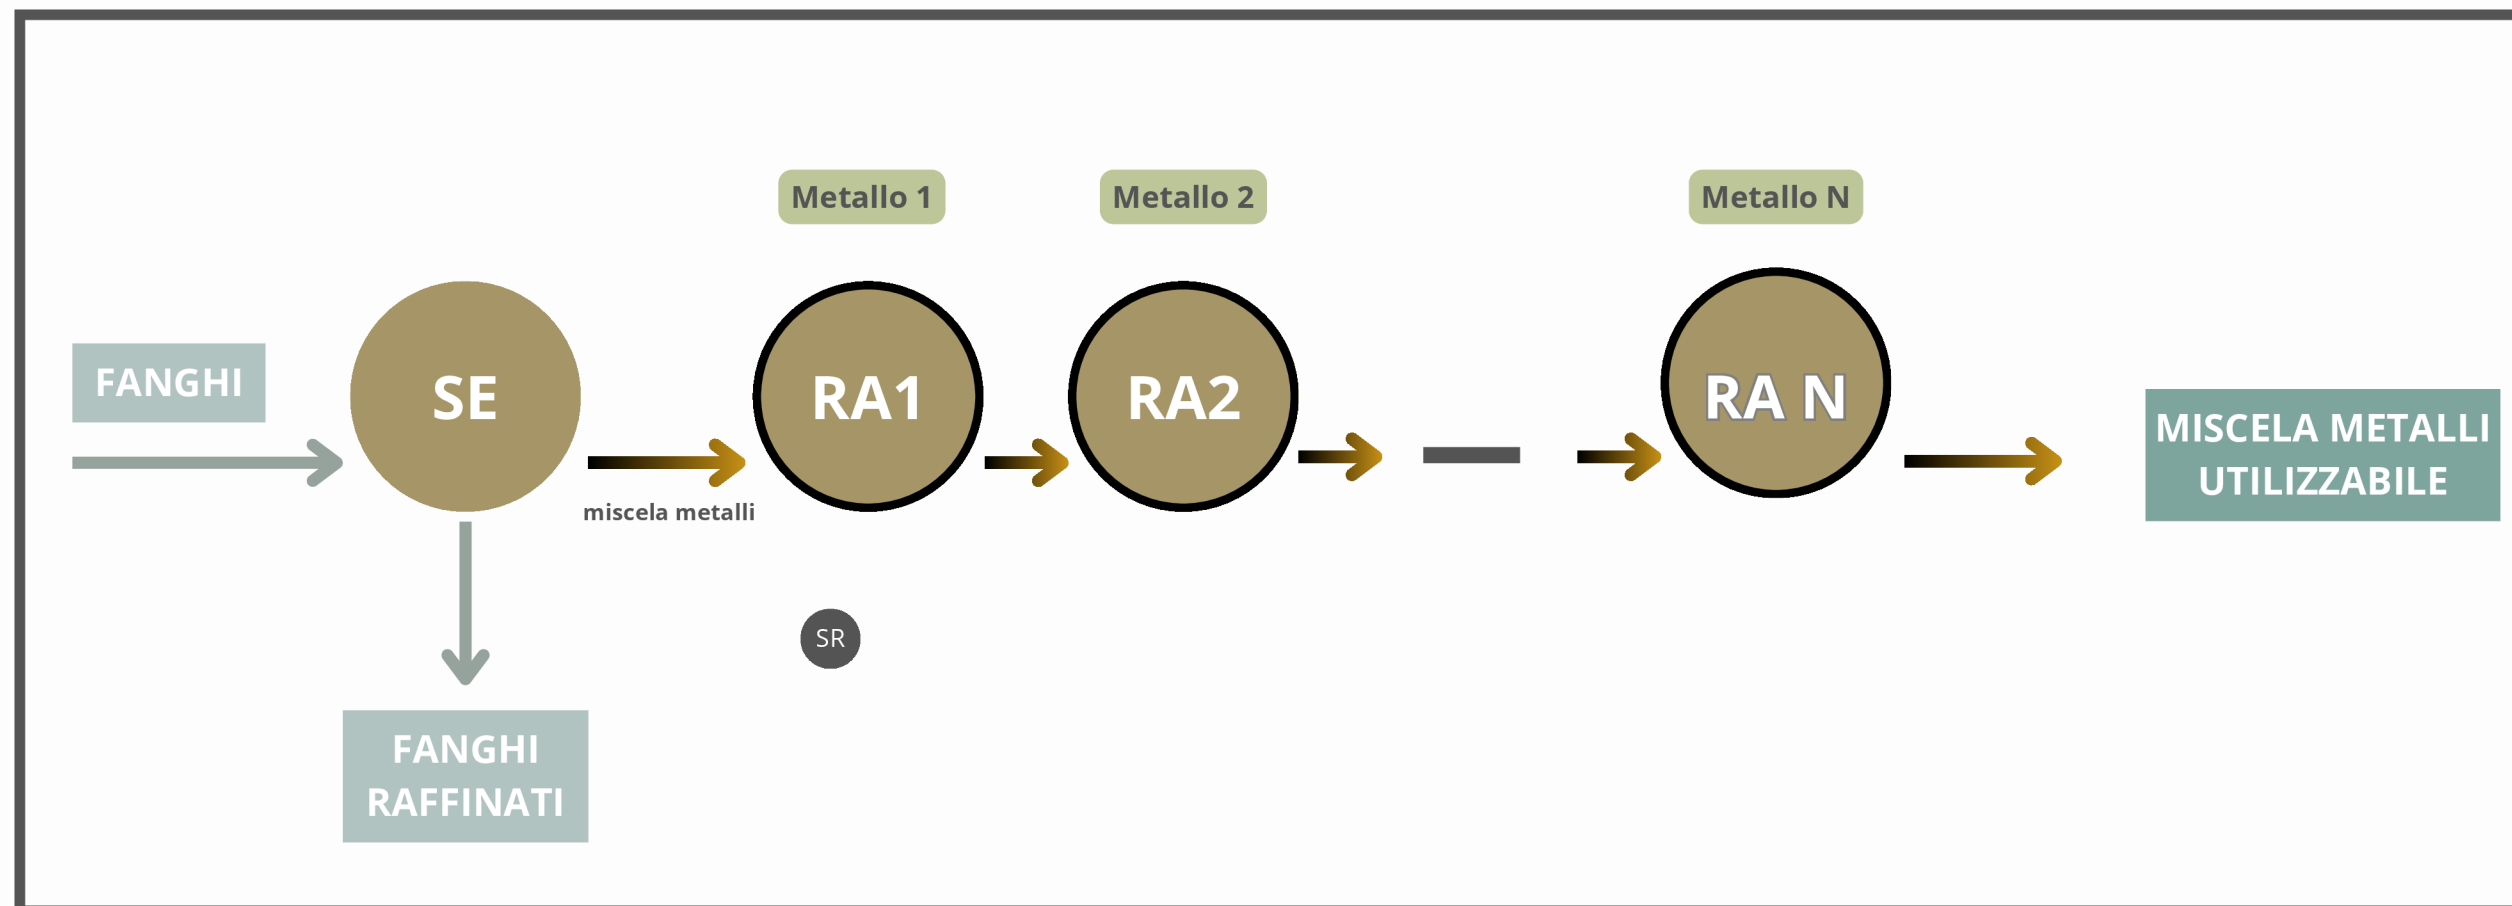 Metallo 1
Metallo 2
Metallo N
FANGHI
SE
RA1
RA2
RA N
MISCELA METALLI
UTILIZZABILE
miscela metalli
SR
FANGHI
RAFFINATI